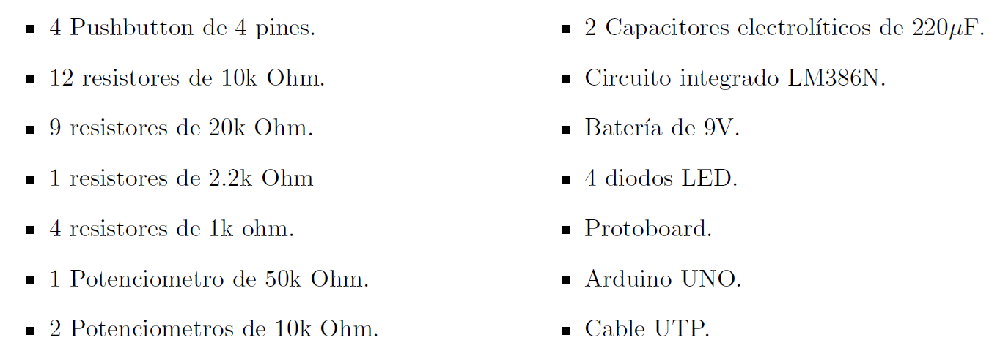 ▪ 4 Pushbutton de 4 pines.
▪ 12 resistores de 10k Ohm.
▪ 9 resistores de 20k Ohm.
▪ 1 resistores de 2.2k Ohm
▪ 4 resistores de 1k ohm.
▪ 1 Potenciometro de 50k Ohm.
▪ 2 Potenciometros de 10k Ohm.
▪ 2 Capacitores electrolíticos de 220μF.
▪ Circuito integrado LM386N.
▪ Batería de 9V.
▪ 4 diodos LED.
▪ Protoboard.
▪ Arduino UNO.
▪ Cable UTP.